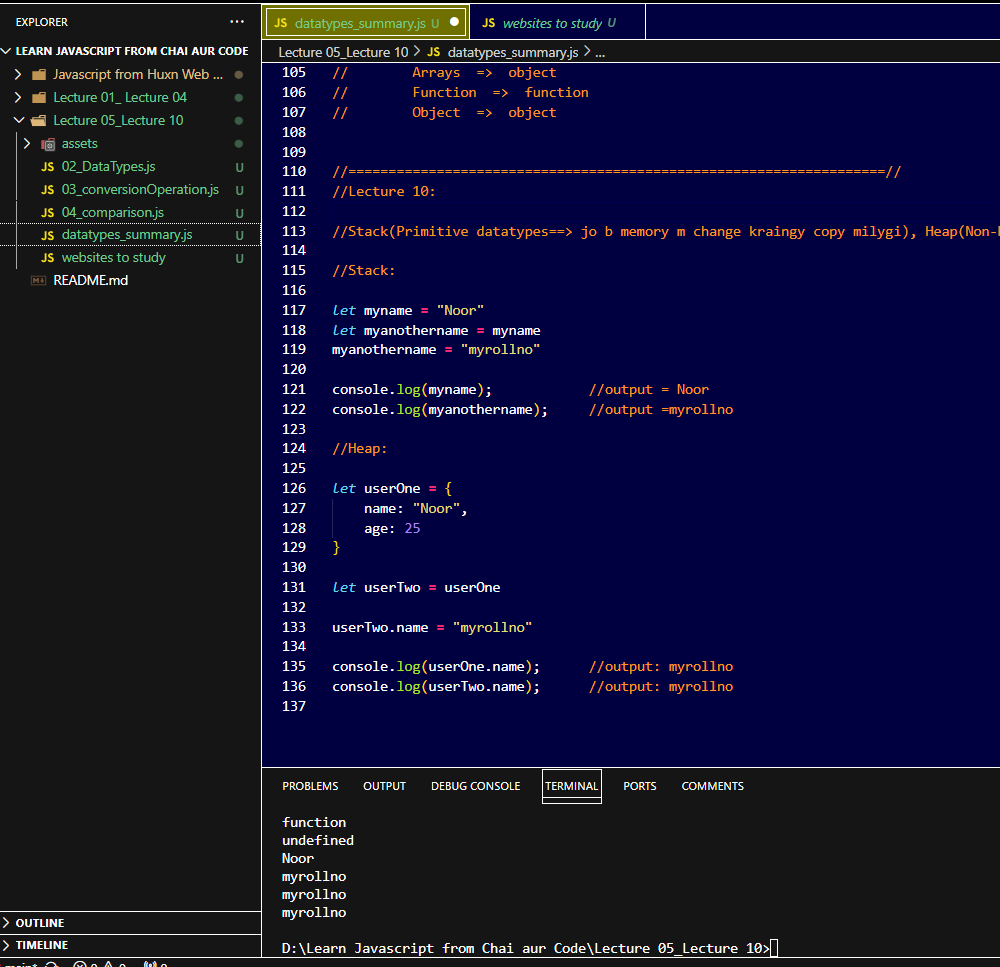 EXPLORER ...
LEARN JAVASCRIPT FROM CHAI AUR CODE
Javascript from Huxn Web ...
Lecture 01_ Lecture 04
Lecture 05_Lecture 10
assets
JS 02_DataTypes.js U
JS 03_conversionOperation.js U
JS 04_comparison.js U
JS datatypes_summary.js U
JS websites to study U
README.md
OUTLINE
TIMELINE
JS datatypes_summary.js U
JS websites to study U
Lecture 05_Lecture 10 > JS datatypes_summary.js > ...
105 // Arrays => object
106 // Function => function
107 // Object => object
108
109
110 //===================================================================//
111 //Lecture 10:
112
113 //Stack(Primitive datatypes==> jo b memory m change kraingy copy milygi), Heap(Non-
114
115 //Stack:
116
117 let myname = "Noor"
118 let myanothername = myname
119 myanothername = "myrollno"
120
121 console.log(myname); //output = Noor
122 console.log(myanothername); //output =myrollno
123
124 //Heap:
125
126 let userOne = {
127 name: "Noor",
128 age: 25
129 }
130
131 let userTwo = userOne
132
133 userTwo.name = "myrollno"
134
135 console.log(userOne.name); //output: myrollno
136 console.log(userTwo.name); //output: myrollno
137
PROBLEMS OUTPUT DEBUG CONSOLE TERMINAL PORTS COMMENTS
function
undefined
Noor
myrollno
myrollno
myrollno
D:\Learn Javascript from Chai aur Code\Lecture 05_Lecture 10>